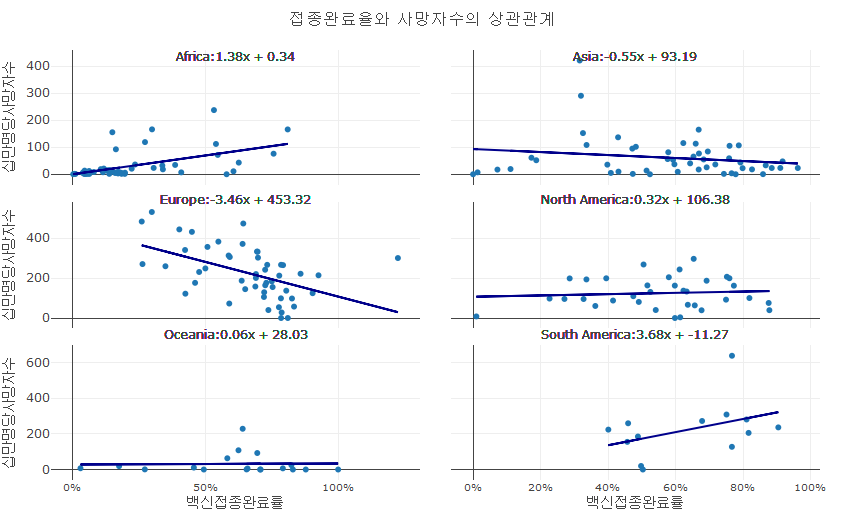 접종완료율와 사망자수의 상관관계
Africa:1.38x + 0.34
Asia:-0.55x + 93.19
십만명당사망자수
400
300
200
100
0
Europe:-3.46x + 453.32
North America:0.32x + 106.38
십만명당사망자수
400
200
0
Oceania:0.06x + 28.03
South America:3.68x + -11.27
십만명당사망자수
600
400
200
0
0%
50%
100%
0%
20%
40%
60%
80%
100%
백신접종완료율
백신접종완료율